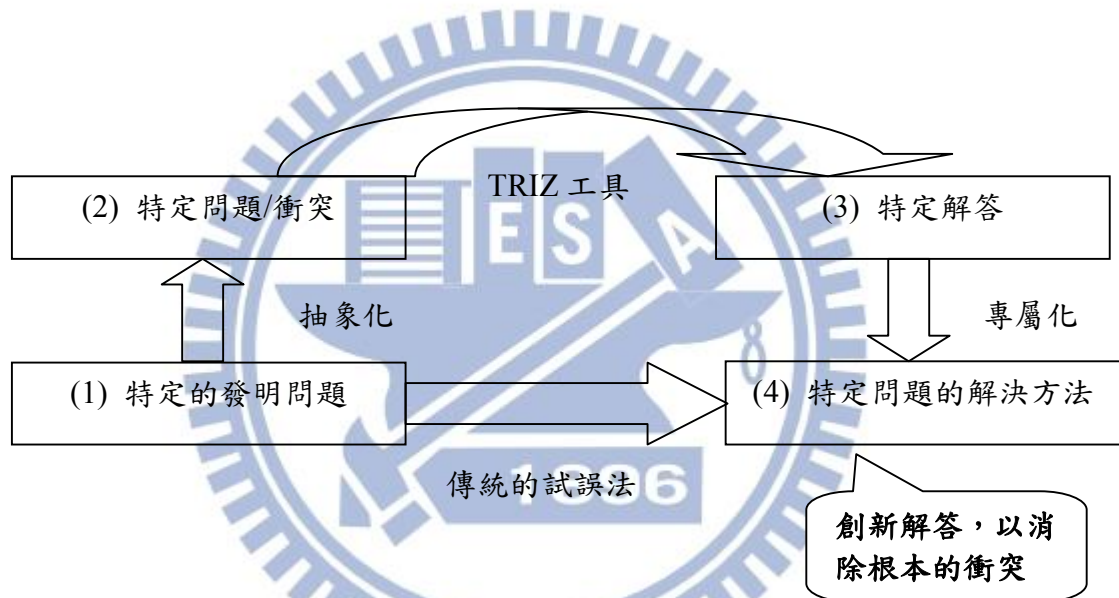 TRIZ 工具
(2) 特定問題/衝突
(3) 特定解答
抽象化
專屬化
(1) 特定的發明問題
(4) 特定問題的解決方法
傳統的試誤法
創新解答，以消
除根本的衝突
E S A
8
1896